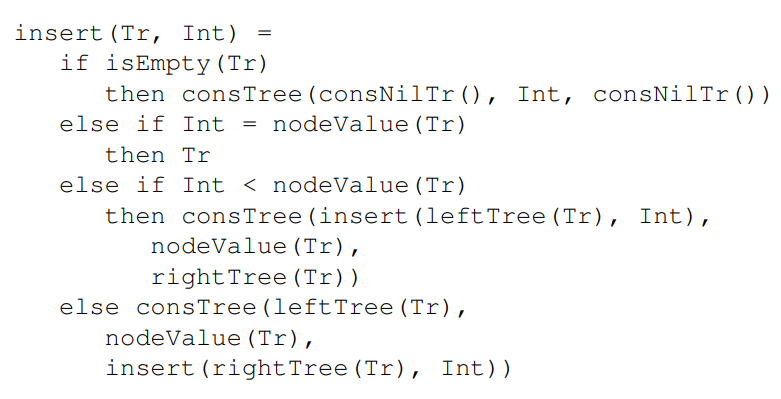 insert(Tr, Int) =
if isEmpty(Tr)
then consTree(consNilTr(), Int, consNilTr())
else if Int = nodeValue(Tr)
then Tr
else if Int < nodeValue(Tr)
then consTree(insert(leftTree(Tr), Int),
nodeValue(Tr),
rightTree(Tr))
else consTree(leftTree(Tr),
nodeValue(Tr),
insert(rightTree(Tr), Int))